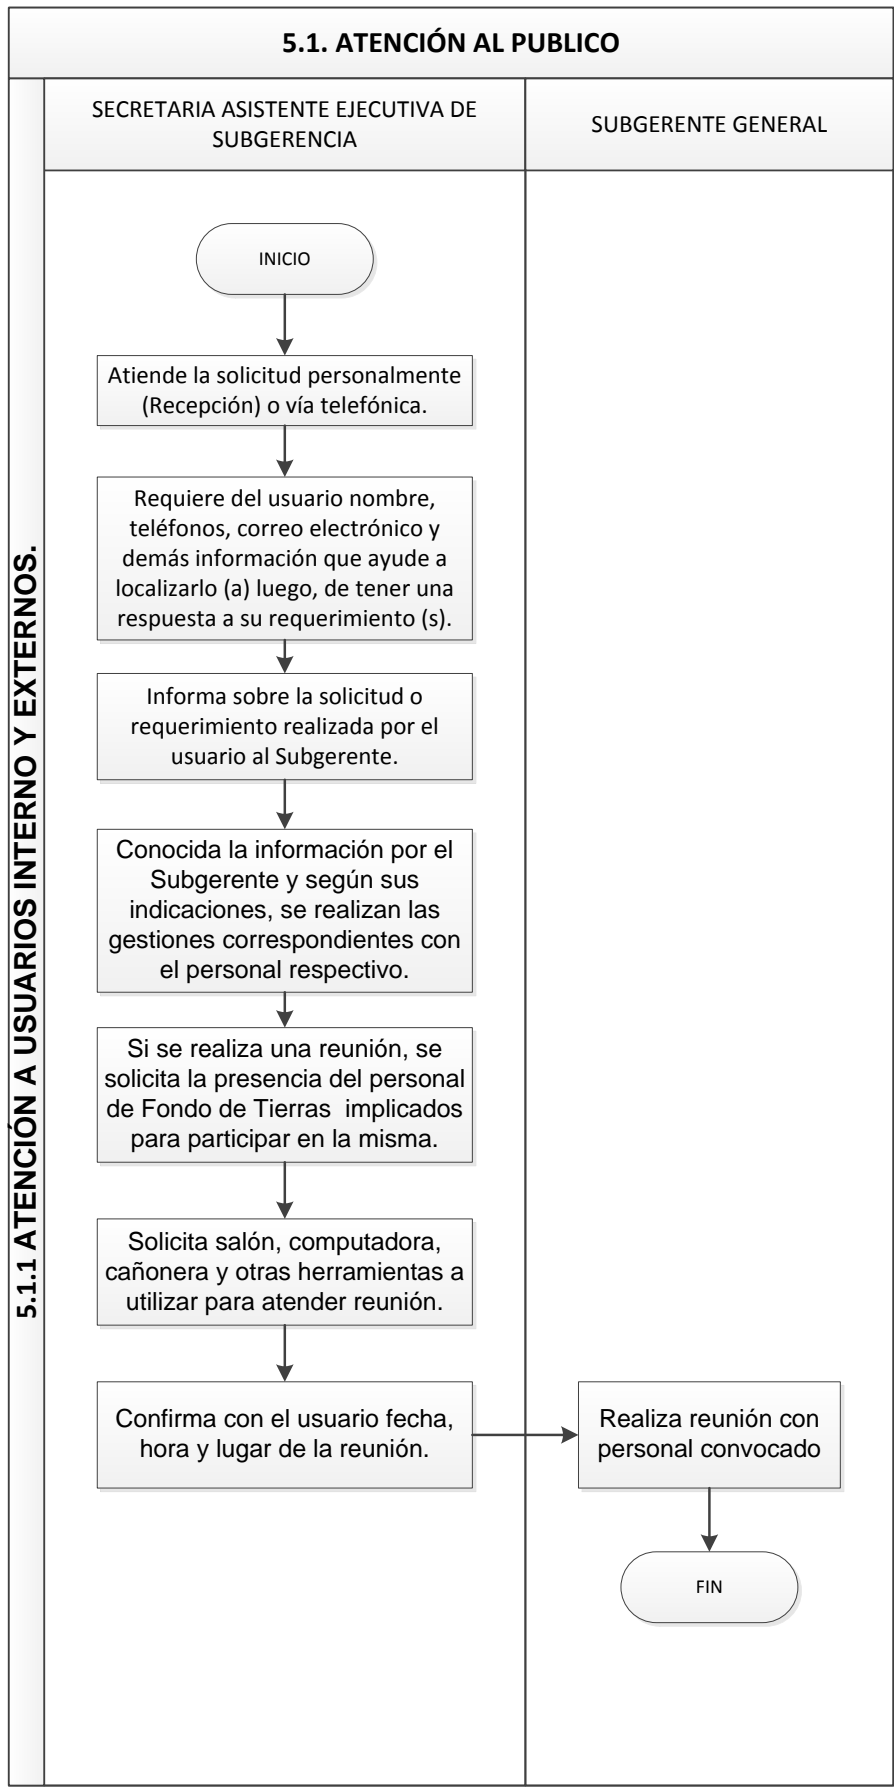 5.1. ATENCIÓN AL PUBLICO
5.1.1 ATENCIÓN A USUARIOS INTERNO Y EXTERNOS.
SECRETARIA ASISTENTE EJECUTIVA DE
SUBGERENCIA
SUBGERENTE GENERAL
INICIO
Atiende la solicitud personalmente
(Recepción) o vía telefónica.
Requiere del usuario nombre,
teléfonos, correo electrónico y
demás información que ayude a
localizarlo (a) luego, de tener una
respuesta a su requerimiento (s).
Informa sobre la solicitud o
requerimiento realizada por el
usuario al Subgerente.
Conocida la información por el
Subgerente y según sus
indicaciones, se realizan las
gestiones correspondientes con
el personal respectivo.
Si se realiza una reunión, se
solicita la presencia del personal
de Fondo de Tierras implicados
para participar en la misma.
Solicita salón, computadora,
cañonera y otras herramientas a
utilizar para atender reunión.
Confirma con el usuario fecha,
hora y lugar de la reunión.
Realiza reunión con
personal convocado
FIN